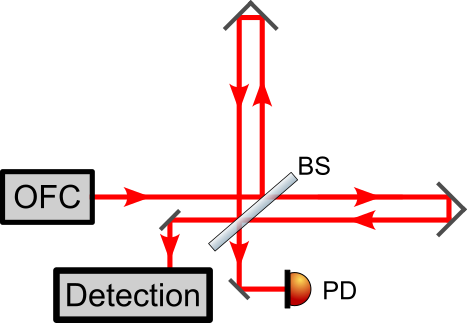 BS
OFC
Detection
PD